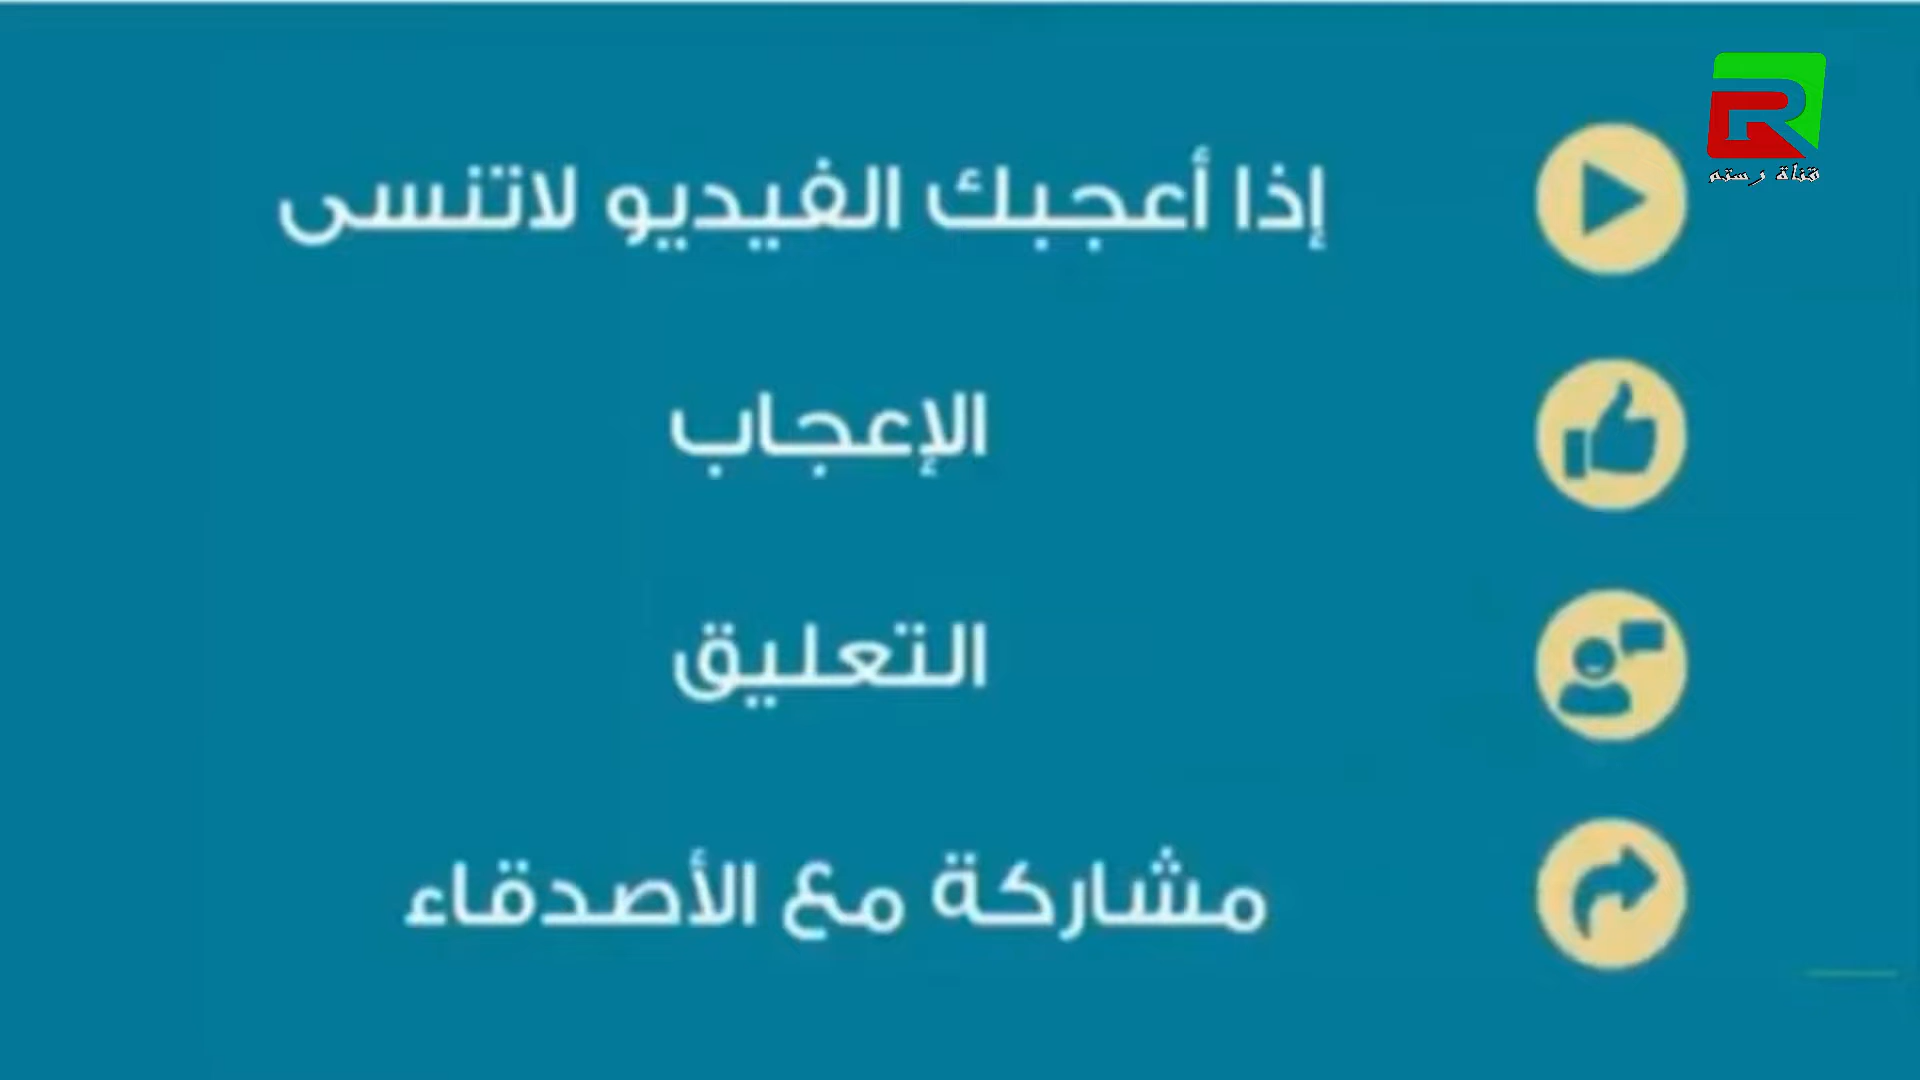 قناة رستم
إذا أعجبك الفيديو لاتنسى
الإعجاب
التعليق
مشاركة مع الأصدقاء